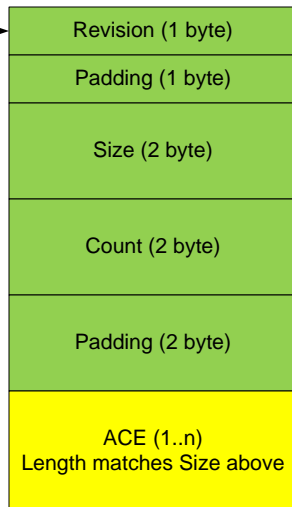 Revision (1 byte)
Padding (1 byte)
Size (2 byte)
Count (2 byte)
Padding (2 byte)
ACE (1..n)
Length matches Size above